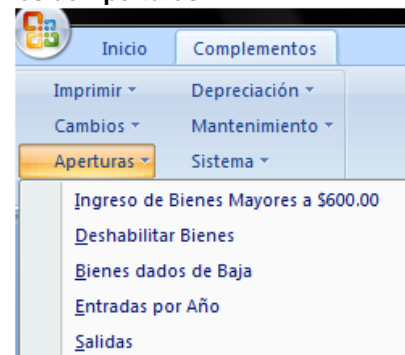 Inicio Complementos
Imprimir Depreciación
Cambios Mantenimiento
Aperturas Sistema
Ingreso de Bienes Mayores a $600.00
Deshabilitar Bienes
Bienes dados de Baja
Entradas por Año
Salidas